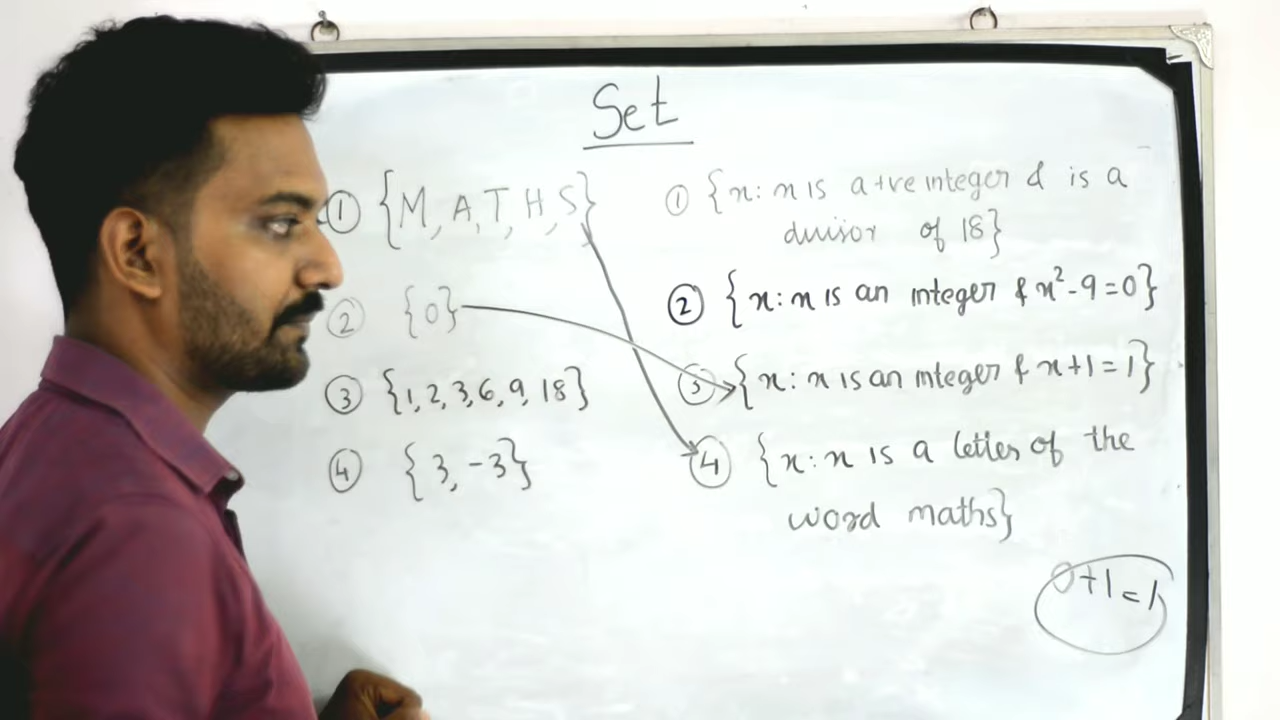 Set
① {M, A, T, H, S}
② {0}
③ {1, 2, 3, 6, 9, 18}
④ {3, -3}
① {x: x is a +ve integer & is a
divisor of 18}
② {x: x is an integer & x²-9=0}
③ {x: x is an integer & x+1=1}
④ {x: x is a letter of the
word maths}
0+1=1